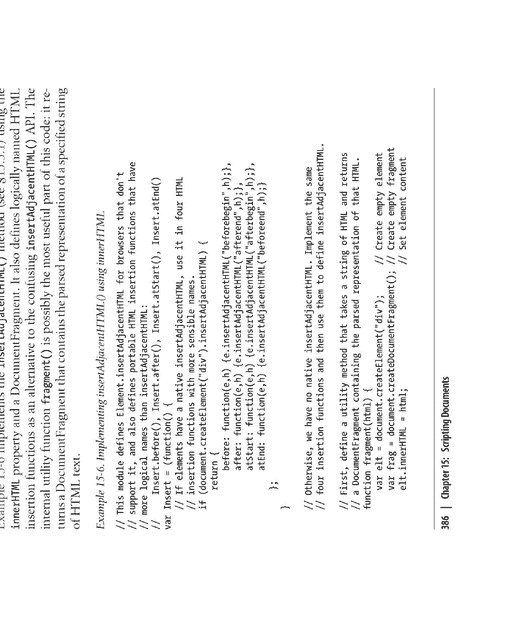 Example 15-6 implements the insertAdjacentHTML() method (see §15.5.1) using the
innerHTML property and a DocumentFragment. It also defines logically named HTML
insertion functions as an alternative to the confusing insertAdjacentHTML() API. The
internal utility function fragment() is possibly the most useful part of this code: it re-
turns a DocumentFragment that contains the parsed representation of a specified string
of HTML text.
Example 15-6. Implementing insertAdjacentHTML() using innerHTML
// This module defines Element.insertAdjacentHTML for browsers that don't
// support it, and also defines portable HTML insertion functions that have
// more logical names than insertAdjacentHTML:
// Insert.before(), Insert.after(), Insert.atStart(), Insert.atEnd()
var Insert = (function() {
// If elements have a native insertAdjacentHTML, use it in four HTML
// insertion functions with more sensible names.
if (document.createElement("div").insertAdjacentHTML) {
return {
before: function(e,h) {e.insertAdjacentHTML("beforebegin",h);},
after: function(e,h) {e.insertAdjacentHTML("afterend",h);},
atStart: function(e,h) {e.insertAdjacentHTML("afterbegin",h);},
atEnd: function(e,h) {e.insertAdjacentHTML("beforeend",h);}
};
}
// Otherwise, we have no native insertAdjacentHTML. Implement the same
// four insertion functions and then use them to define insertAdjacentHTML.
// First, define a utility method that takes a string of HTML and returns
// a DocumentFragment containing the parsed representation of that HTML.
function fragment(html) {
var elt = document.createElement("div"); // Create empty element
var frag = document.createDocumentFragment(); // Create empty fragment
elt.innerHTML = html; // Set element content
386 | Chapter 15: Scripting Documents